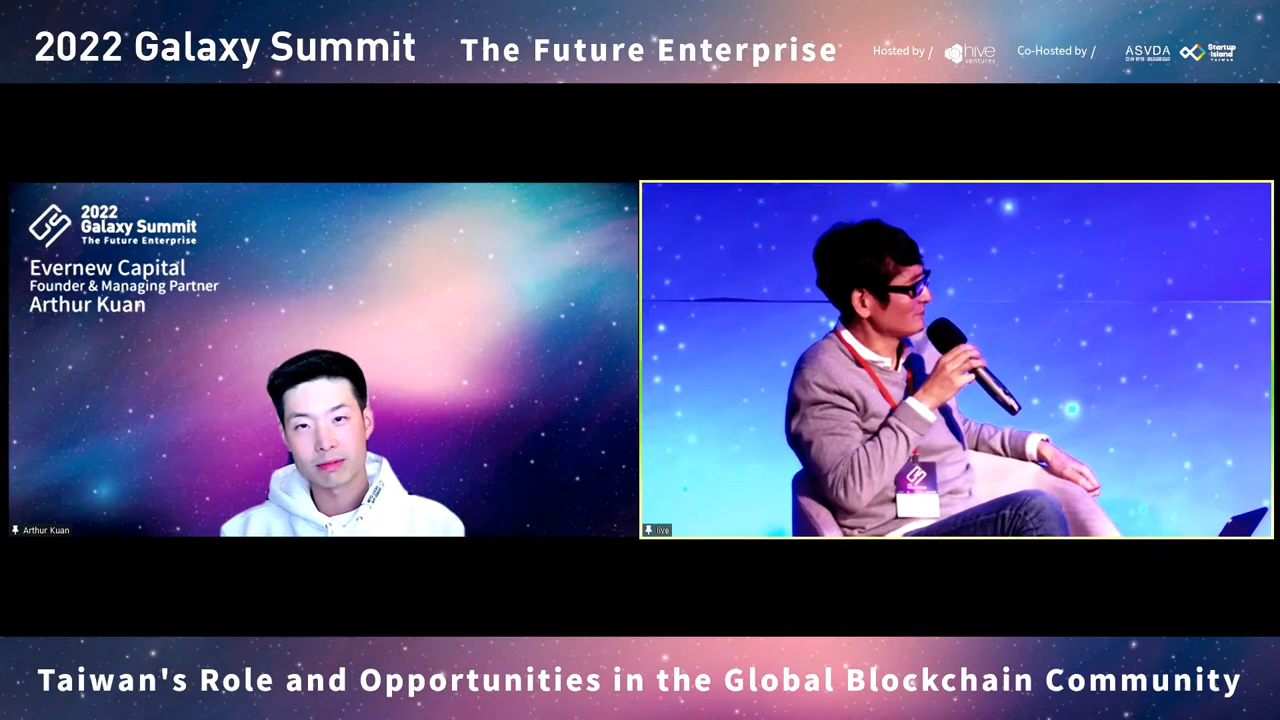 2022 Galaxy Summit
The Future Enterprise
Hosted by /
hive
ventures
Co-Hosted by /
ASVDA
Startup
Island
TAIWAN
2022
Galaxy Summit
The Future Enterprise
Evernew Capital
Founder & Managing Partner
Arthur Kuan
Arthur Kuan
live
Taiwan's Role and Opportunities in the Global Blockchain Community